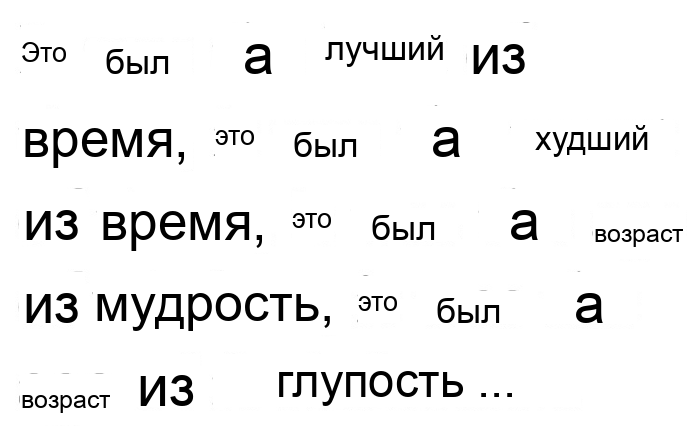 Это был а лучший из
время, это был а худший
из время, это был а возраст
из мудрость, это был а
возраст из глупость ...